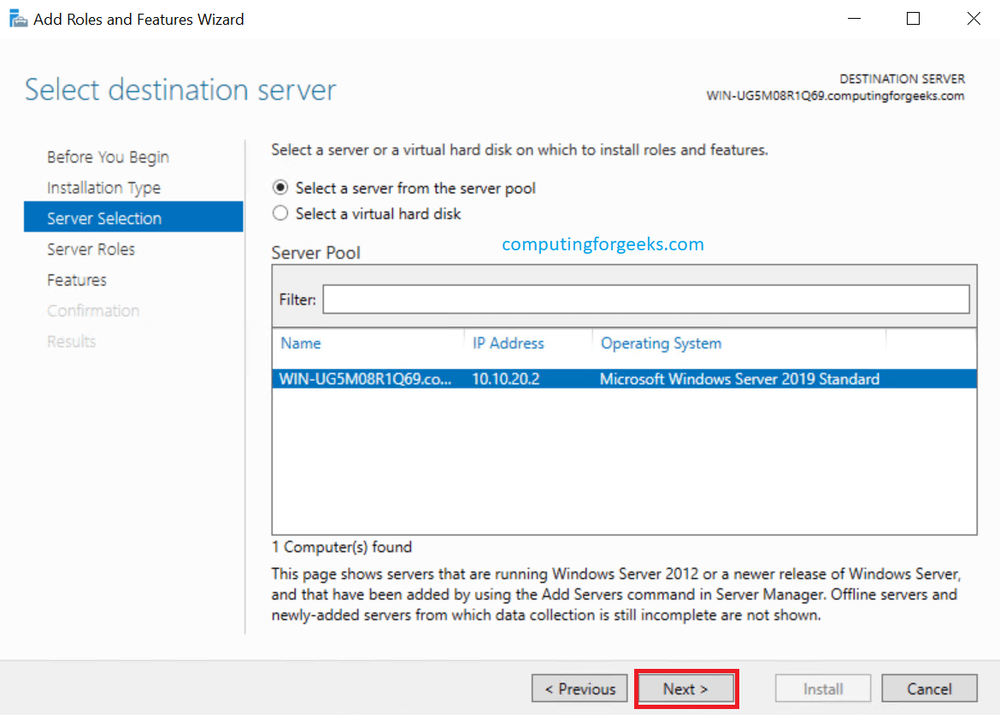 Add Roles and Features Wizard
Select destination server
DESTINATION SERVER
WIN-UG5M08R1Q69.computingforgeeks.com
Before You Begin
Installation Type
Server Selection
Server Roles
Features
Confirmation
Results
Select a server or a virtual hard disk on which to install roles and features.
Select a server from the server pool
Select a virtual hard disk
computingforgeeks.com
Server Pool
Filter:
Name IP Address Operating System
WIN-UG5M08R1Q69.co... 10.10.20.2 Microsoft Windows Server 2019 Standard
1 Computer(s) found
This page shows servers that are running Windows Server 2012 or a newer release of Windows Server,
and that have been added by using the Add Servers command in Server Manager. Offline servers and
newly-added servers from which data collection is still incomplete are not shown.
< Previous Next > Install Cancel